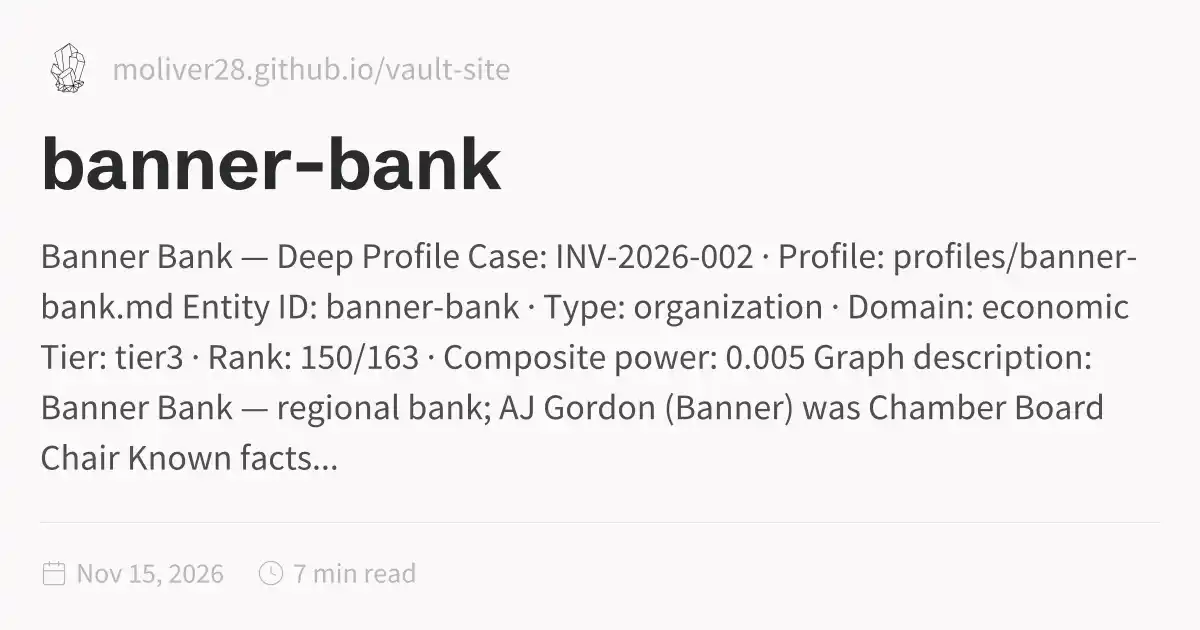 moliver28.github.io/vault-site
banner-bank
Banner Bank — Deep Profile Case: INV-2026-002 · Profile: profiles/banner-
bank.md Entity ID: banner-bank · Type: organization · Domain: economic
Tier: tier3 · Rank: 150/163 · Composite power: 0.005 Graph description:
Banner Bank — regional bank; AJ Gordon (Banner) was Chamber Board
Chair Known facts...
Nov 15, 2026 7 min read